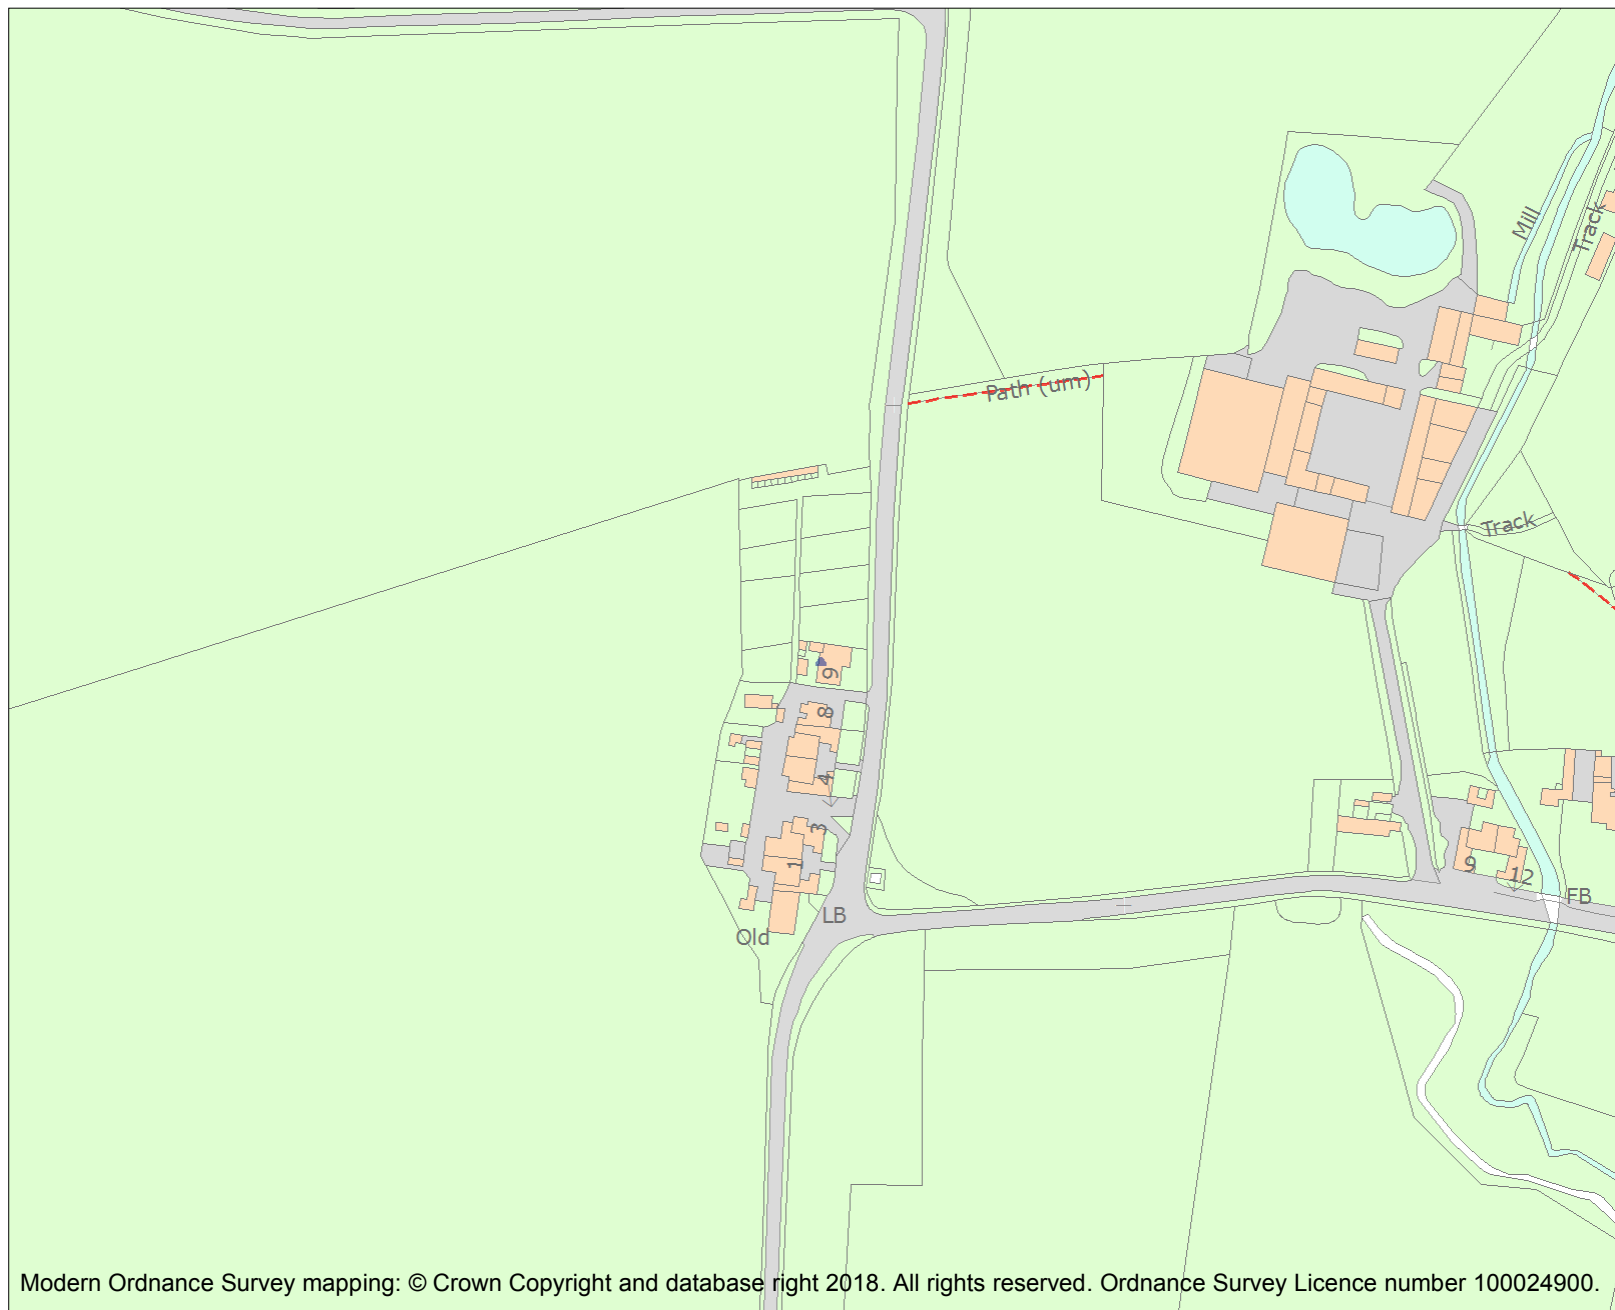 Mill
Track
Path (um)
Track
9
8
4
3
1
9
12
FB
LB
Old
Modern Ordnance Survey mapping: © Crown Copyright and database right 2018. All rights reserved. Ordnance Survey Licence number 100024900.